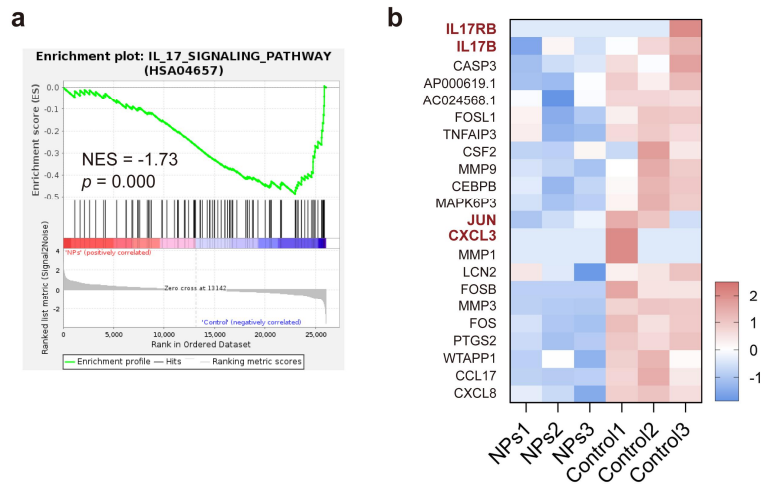 a
Enrichment plot: IL_17_SIGNALING_PATHWAY
(HSA04657)
Enrichment score (ES)
0.0
-0.1
-0.2
-0.3
-0.4
-0.5
NES = -1.73
p = 0.000
Ranked list metric (Signal2Noise)
4
2
0
-2
'NPs' (positively correlated)
Zero cross at 13142
'Control' (negatively correlated)
0 5,000 10,000 15,000 20,000 25,000
Rank in Ordered Dataset
Enrichment profile Hits Ranking metric scores
b
IL17RB
IL17B
CASP3
AP000619.1
AC024568.1
FOSL1
TNFAIP3
CSF2
MMP9
CEBPB
MAPK6P3
JUN
CXCL3
MMP1
LCN2
FOSB
MMP3
FOS
PTGS2
WTAPP1
CCL17
CXCL8
NPs1 NPs2 NPs3 Control1 Control2 Control3
2
1
0
-1